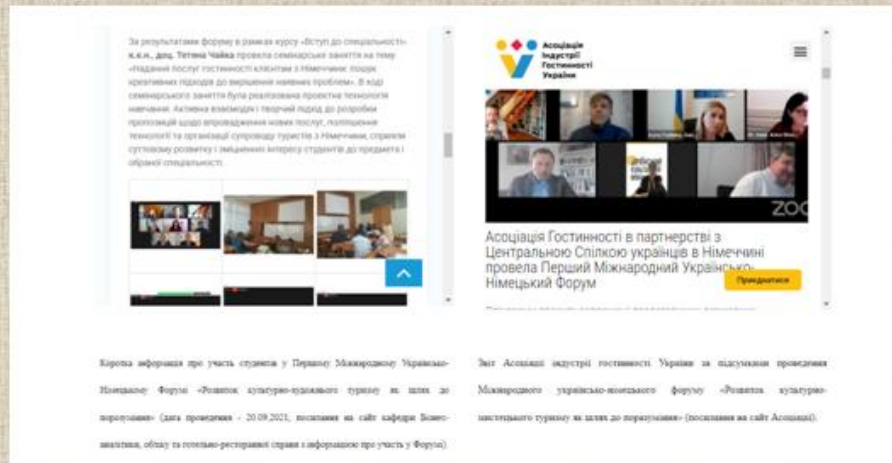 За результатами форуму в рамках курсу «Вступ до спеціальності»
к.е.н., доц. Тетяна Чайка провела семінарське заняття на тему
«Надання послуг гостинності клієнтам з Німеччини: пошук
креативних підходів до вирішення наявних проблем». В ході
семінарського заняття була реалізована проектна технологія
навчання. Активна взаємодія і творчий підхід до розробки
пропозицій щодо впровадження нових послуг, поліпшення
технології та організації супроводу туристів з Німеччини, сприяли
суттєвому розвитку і зміцненню інтересу студентів до предмета і
обраної спеціальності.
Асоціація
Індустрії
Гостинності
України
ZOO
Асоціація Гостинності в партнерстві з
Центральною Спілкою українців в Німеччині
провела Перший Міжнародний Українсько-
Німецький Форум
Приєднатися
Коротка інформація про участь студентів у Першому Міжнародному Українсько-
Німецькому Форумі «Розвиток культурно-художнього туризму як шлях до
порозуміння» (дата проведення - 20.09.2021, посилання на сайт кафедри Бізнес-
аналітики, обліку та готельно-ресторанної справи з інформацією про участь у Форумі)
Звіт Асоціації індустрії гостинності України за підсумками проведення
Міжнародного українсько-німецького форуму «Розвиток культурно-
мистецького туризму як шлях до порозуміння» (посилання на сайт Асоціації).